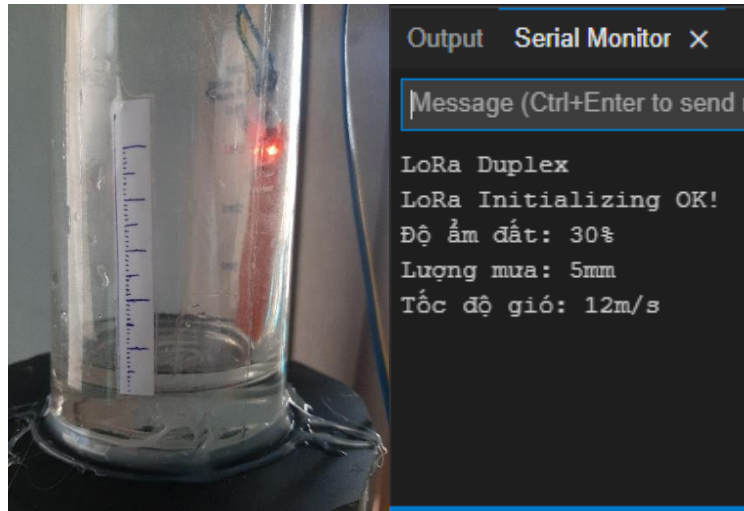 Output Serial Monitor ×
Message (Ctrl+Enter to send
LoRa Duplex
LoRa Initializing OK!
Độ ẩm đất: 30%
Lượng mưa: 5mm
Tốc độ gió: 12m/s